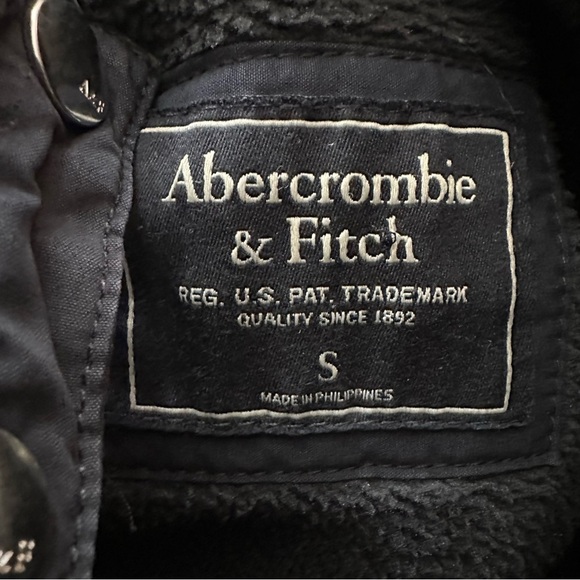 Abercrombie
& Fitch
REG. U.S. PAT. TRADEMARK
QUALITY SINCE 1892
S
MADE IN PHILIPPINES